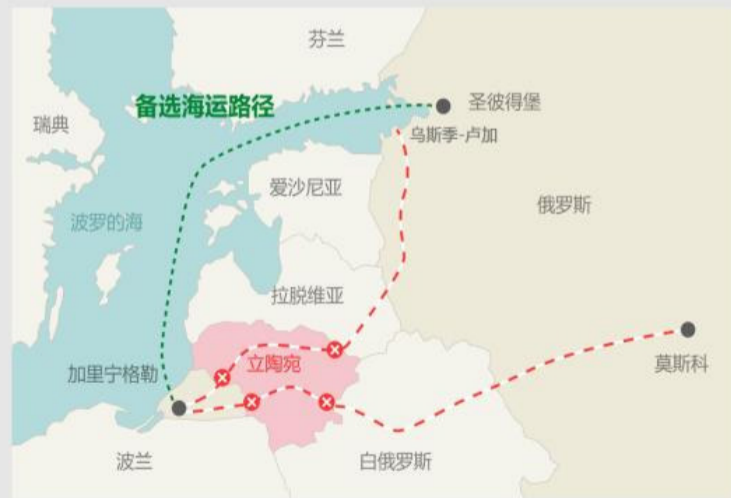 芬兰
备选海运路径
圣彼得堡
瑞典
乌斯季-卢加
爱沙尼亚
俄罗斯
波罗的海
拉脱维亚
立陶宛
莫斯科
加里宁格勒
波兰
白俄罗斯